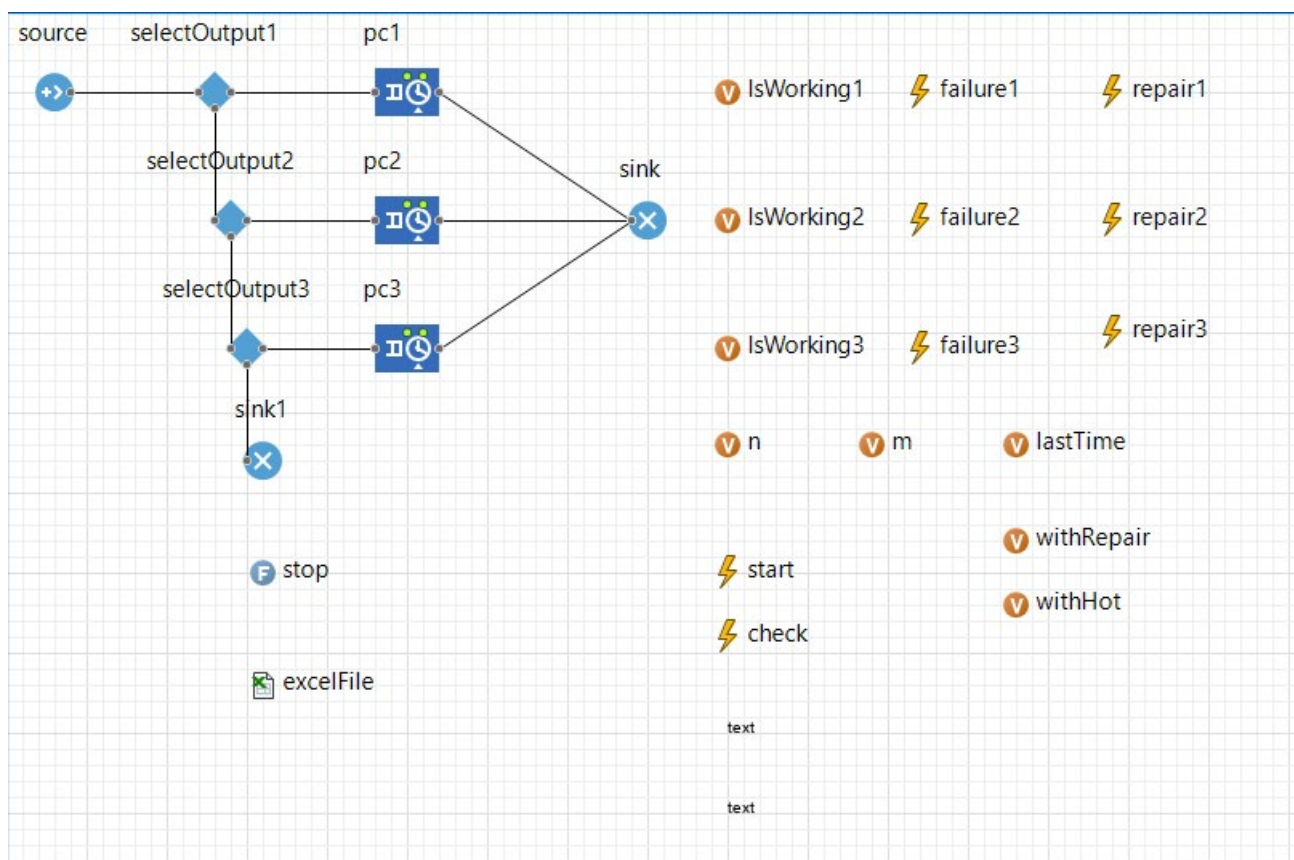 source selectOutput1 pc1
IsWorking1 failure1 repair1
selectOutput2 pc2 sink
IsWorking2 failure2 repair2
selectOutput3 pc3
IsWorking3 failure3 repair3
sink1
n m lastTime
withRepair
stop start
withHot
check
excelFile
text
text